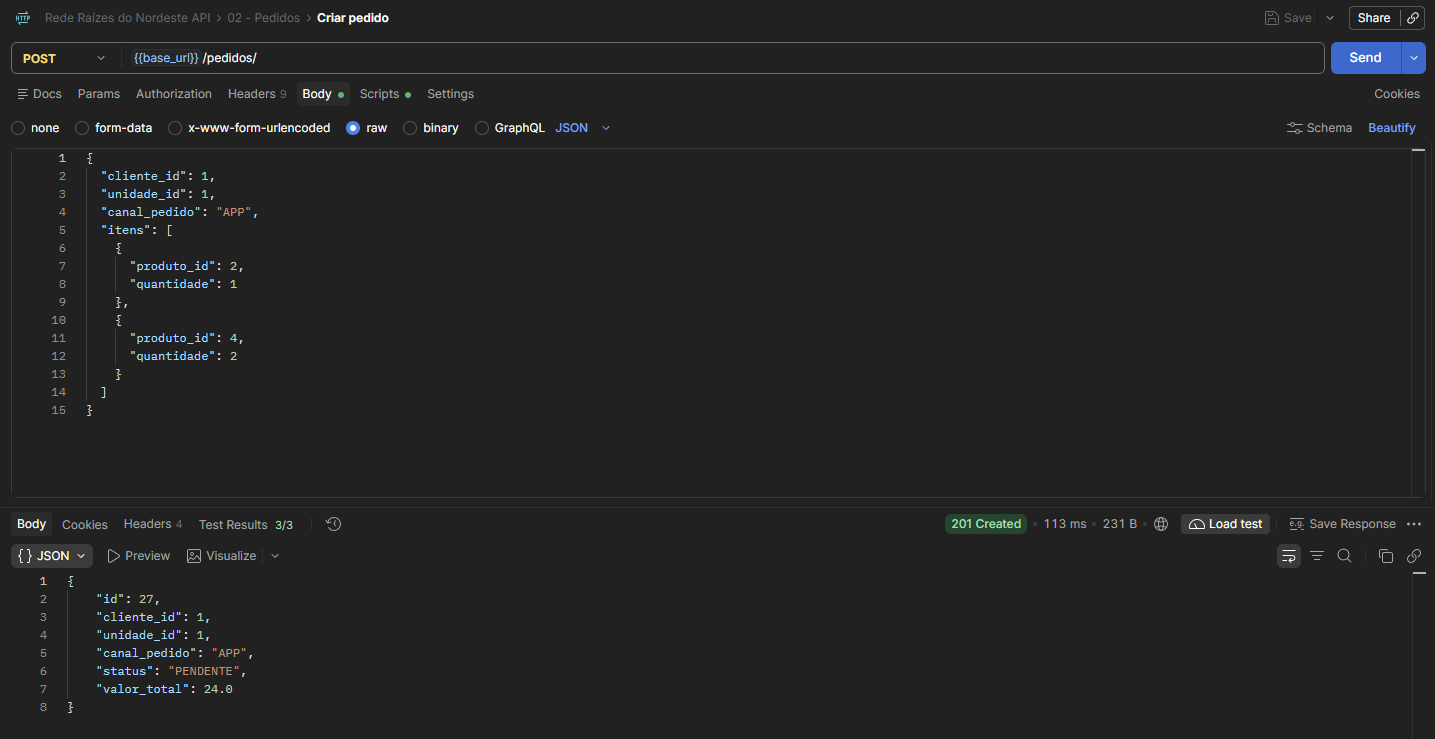 HTTP Rede Raízes do Nordeste API > 02 - Pedidos > Criar pedido Save Share
POST {{base_url}} /pedidos/ Send
Docs Params Authorization Headers 9 Body Scripts Settings Cookies
none form-data x-www-form-urlencoded raw binary GraphQL JSON Schema Beautify
1 {
2 "cliente_id": 1,
3 "unidade_id": 1,
4 "canal_pedido": "APP",
5 "itens": [
6 {
7 "produto_id": 2,
8 "quantidade": 1
9 },
10 {
11 "produto_id": 4,
12 "quantidade": 2
13 }
14 ]
15 }
Body Cookies Headers 4 Test Results 3/3 201 Created • 113 ms • 231 B • Load test e.g. Save Response
{} JSON Preview Visualize
1 {
2 "id": 27,
3 "cliente_id": 1,
4 "unidade_id": 1,
5 "canal_pedido": "APP",
6 "status": "PENDENTE",
7 "valor_total": 24.0
8 }